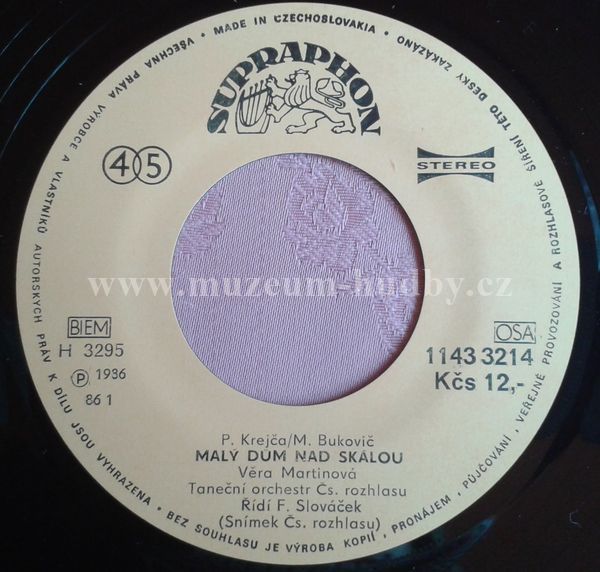 • MADE IN CZECHOSLOVAKIA • VŠECHNA PRÁVA VÝROBCE A VLASTNÍKŮ AUTORSKÝCH PRÁV K DÍLU JSOU VYHRAZENA • BEZ SOUHLASU JE VÝROBA KOPIÍ, PRONÁJEM, PŮJČOVÁNÍ, VEŘEJNÉ PROVOZOVÁNÍ A ROZHLASOVÉ ŠÍŘENÍ TÉTO DESKY ZAKÁZÁNO
SUPRAPHON
45
STEREO
www.muzeum-hudby.cz
BIEM
OSA
H 3295
1143 3214
Ⓟ 1936
Kčs 12,-
86 1
P. Krejča/M. Bukovič
MALÝ DŮM NAD SKÁLOU
Věra Martinová
Taneční orchestr Čs. rozhlasu
Řídí F. Slováček
(Snímek Čs. rozhlasu)